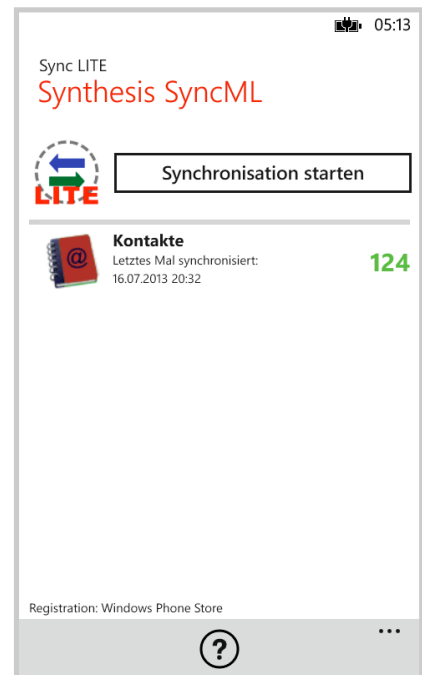 05:13
Sync LITE
Synthesis SyncML
LITE
Synchronisation starten
@
Kontakte
Letztes Mal synchronisiert:
16.07.2013 20:32
124
Registration: Windows Phone Store
...
?